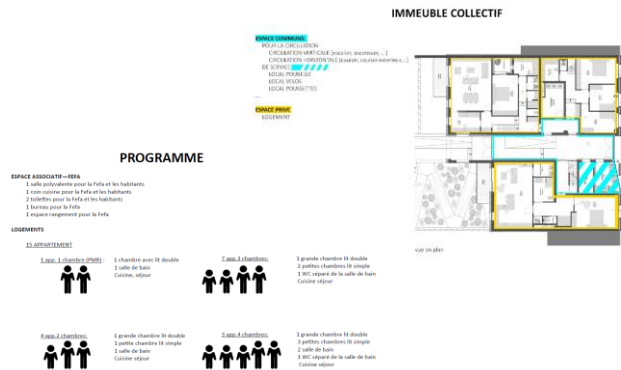 IMMEUBLE COLLECTIF
ESPACE COMMUNS:
POUR LA CIRCULATION
CIRCULATION VERTICALE (escalier, ascenseur, ...)
CIRCULATION HORIZONTALE (couloir, coursive exterieure,...)
DE SERVICE
LOCAL POUBELLE
LOCAL VELOS
LOCAL POUSSETTES
...
ESPACE PRIVE
LOGEMENT
vue en plan
PROGRAMME
ESPACE ASSOCIATIF—FEFA
1 salle polyvalente pour la Fefa et les habitants
1 coin cuisine pour la Fefa et les habitants
2 toilettes pour la Fefa et les habitants
1 bureau pour la Fefa
1 espace rangement pour la Fefa
LOGEMENTS
15 APPARTEMENT
1 app. 1 chambre (PMR) :
1 chambre avec lit double
1 salle de bain
Cuisine, séjour
7 app.3 chambres:
1 grande chambre lit double
2 petites chambres lit simple
1 WC séparé de la salle de bain
Cuisine séjour
4 app.2 chambres:
1 grande chambre lit double
1 petite chambre lit simple
1 salle de bain
Cuisine, séjour
3 app.4 chambres:
1 grande chambre lit double
3 petites chambres lit simple
2 salle de bain
1 WC séparé de la salle de bain
Cuisine séjour